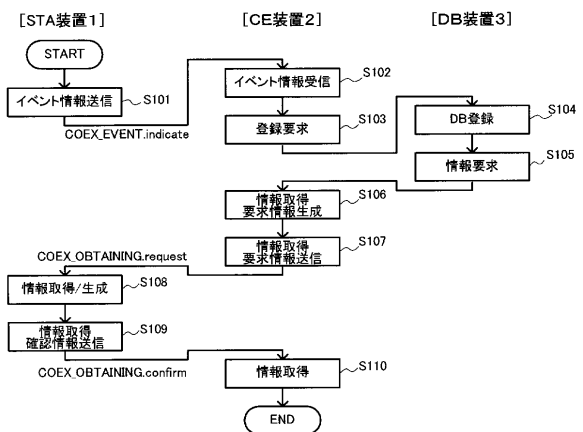 [STA装置1]
[CE装置2]
[DB装置3]
START
イベント情報送信
S101
COEX_EVENT.indicate
イベント情報受信
S102
登録要求
S103
DB登録
S104
情報要求
S105
情報取得
要求情報生成
S106
情報取得
要求情報送信
S107
COEX_OBTAINING.request
情報取得/生成
S108
情報取得
確認情報送信
S109
COEX_OBTAINING.confirm
情報取得
S110
END